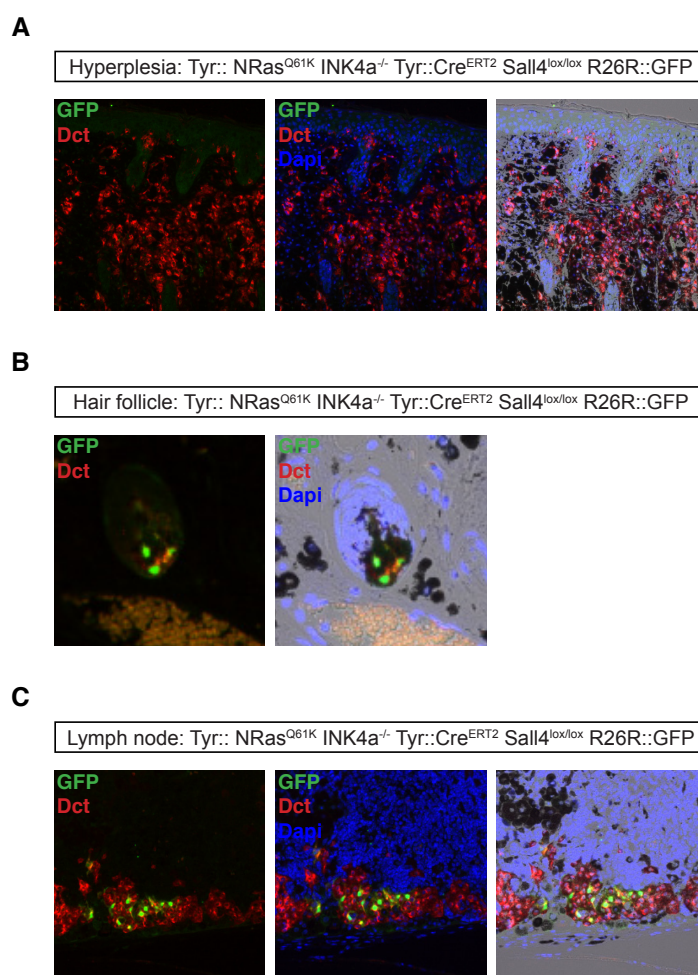 A
Hyperplesia: Tyr:: NRasQ61K INK4a-/- Tyr::CreERT2 Sall4lox/lox R26R::GFP
GFP
Dct
GFP
Dct
Dapi
B
Hair follicle: Tyr:: NRasQ61K INK4a-/- Tyr::CreERT2 Sall4lox/lox R26R::GFP
GFP
Dct
GFP
Dct
Dapi
C
Lymph node: Tyr:: NRasQ61K INK4a-/- Tyr::CreERT2 Sall4lox/lox R26R::GFP
GFP
Dct
GFP
Dct
Dapi